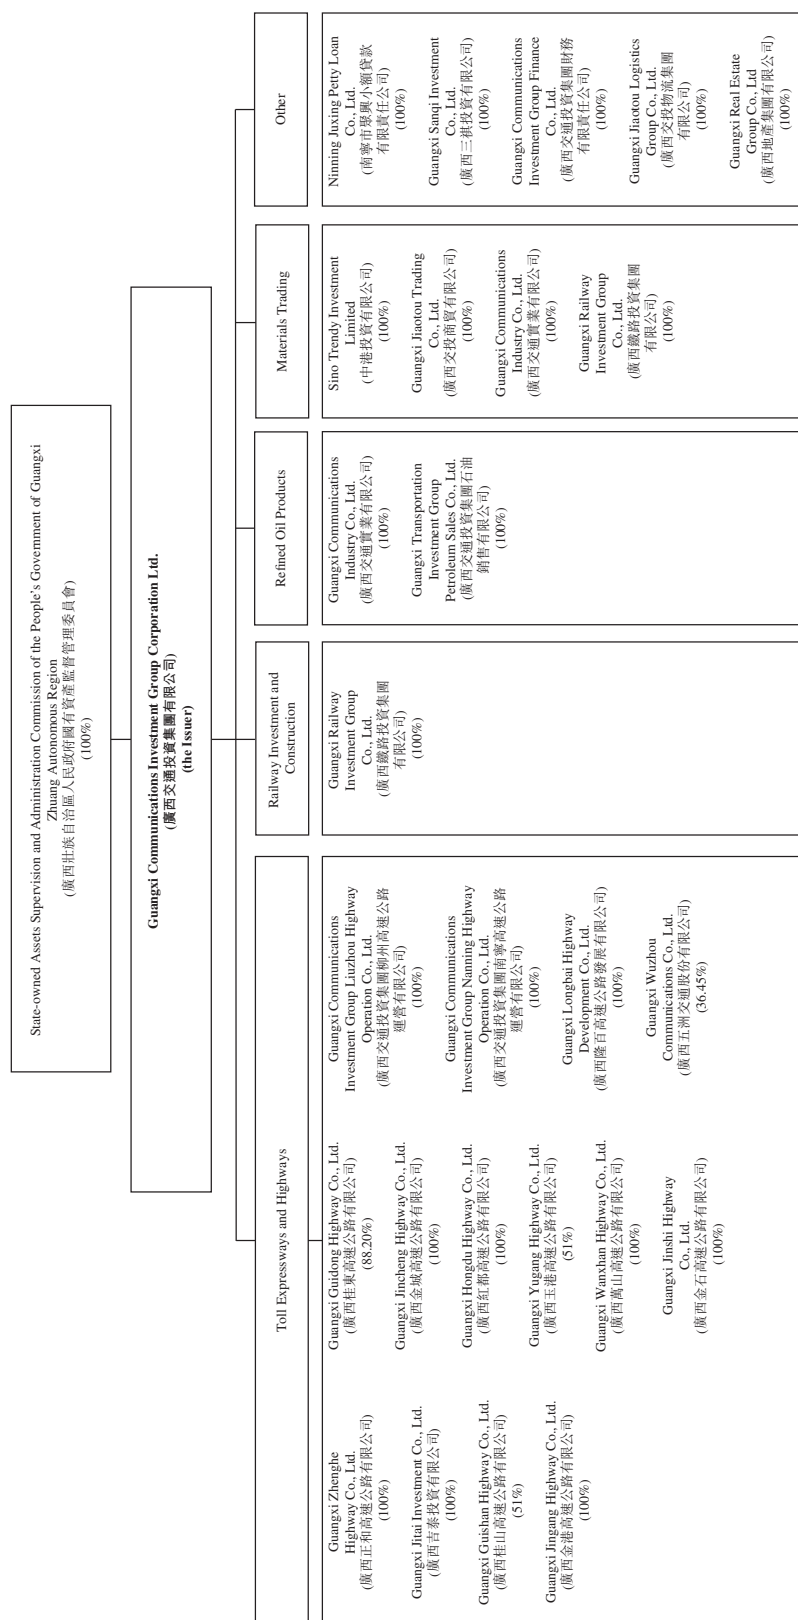 State-owned Assets Supervision and Administration Commission of the People's Government of Guangxi
Zhuang Autonomous Region
(廣西壯族自治區人民政府國有資產監督管理委員會)
(100%)
Guangxi Communications Investment Group Corporation Ltd.
(廣西交通投資集團有限公司)
(the Issuer)
Toll Expressways and Highways
Guangxi Zhenghe
Highway Co., Ltd.
(廣西正和高速公路有限公司)
(100%)
Guangxi Jitai Investment Co., Ltd.
(廣西吉泰投資有限公司)
(100%)
Guangxi Guishan Highway Co., Ltd.
(廣西桂山高速公路有限公司)
(51%)
Guangxi Jingang Highway Co., Ltd.
(廣西金港高速公路有限公司)
(100%)
Guangxi Guidong Highway Co., Ltd.
(廣西桂東高速公路有限公司)
(88.20%)
Guangxi Jincheng Highway Co., Ltd.
(廣西金城高速公路有限公司)
(100%)
Guangxi Hongdu Highway Co., Ltd.
(廣西紅都高速公路有限公司)
(100%)
Guangxi Yugang Highway Co., Ltd.
(廣西玉港高速公路有限公司)
(51%)
Guangxi Wanxhan Highway Co., Ltd.
(廣西萬山高速公路有限公司)
(100%)
Guangxi Jinshi Highway
Co., Ltd.
(廣西金石高速公路有限公司)
(100%)
Guangxi Communications
Investment Group Liuzhou Highway
Operation Co., Ltd.
(廣西交通投資集團柳州高速公路
運營有限公司)
(100%)
Guangxi Communications
Investment Group Nanning Highway
Operation Co., Ltd.
(廣西交通投資集團南寧高速公路
運營有限公司)
(100%)
Guangxi Longbai Highway
Development Co., Ltd.
(廣西隆百高速公路發展有限公司)
(100%)
Guangxi Wuzhou
Communications Co., Ltd.
(廣西五洲交通股份有限公司)
(36.45%)
Railway Investment and
Construction
Guangxi Railway
Investment Group
Co., Ltd.
(廣西鐵路投資集團
有限公司)
(100%)
Refined Oil Products
Guangxi Communications
Industry Co., Ltd.
(廣西交通實業有限公司)
(100%)
Guangxi Transportation
Investment Group
Petroleum Sales Co., Ltd.
(廣西交通投資集團石油
銷售有限公司)
(100%)
Materials Trading
Sino Trendy Investment
Limited
(中港投資有限公司)
(100%)
Guangxi Jiaotou Trading
Co., Ltd.
(廣西交投商貿有限公司)
(100%)
Guangxi Communications
Industry Co., Ltd.
(廣西交通實業有限公司)
(100%)
Guangxi Railway
Investment Group
Co., Ltd.
(廣西鐵路投資集團
有限公司)
(100%)
Other
Ninning Juxing Petty Loan
Co., Ltd.
(南寧市聚興小額貸款
有限責任公司)
(100%)
Guangxi Sanqi Investment
Co., Ltd.
(廣西三祺投資有限公司)
(100%)
Guangxi Communications
Investment Group Finance
Co., Ltd.
(廣西交通投資集團財務
有限責任公司)
(100%)
Guangxi Jiaotou Logistics
Group Co., Ltd.
(廣西交投物流集團
有限公司)
(100%)
Guangxi Real Estate
Group Co., Ltd
(廣西地產集團有限公司)
(100%)